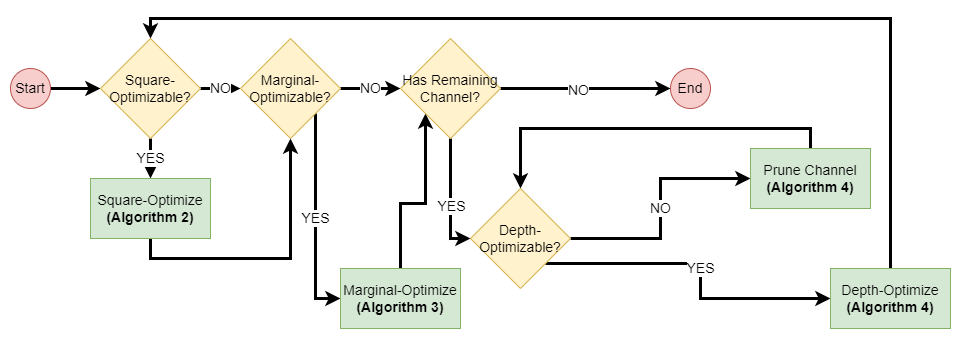 Start
Square-
Optimizable?
NO
Marginal-
Optimizable?
NO
Has Remaining
Channel?
NO
End
YES
Square-Optimize
(Algorithm 2)
YES
Marginal-Optimize
(Algorithm 3)
YES
Depth-
Optimizable?
NO
Prune Channel
(Algorithm 4)
YES
Depth-Optimize
(Algorithm 4)